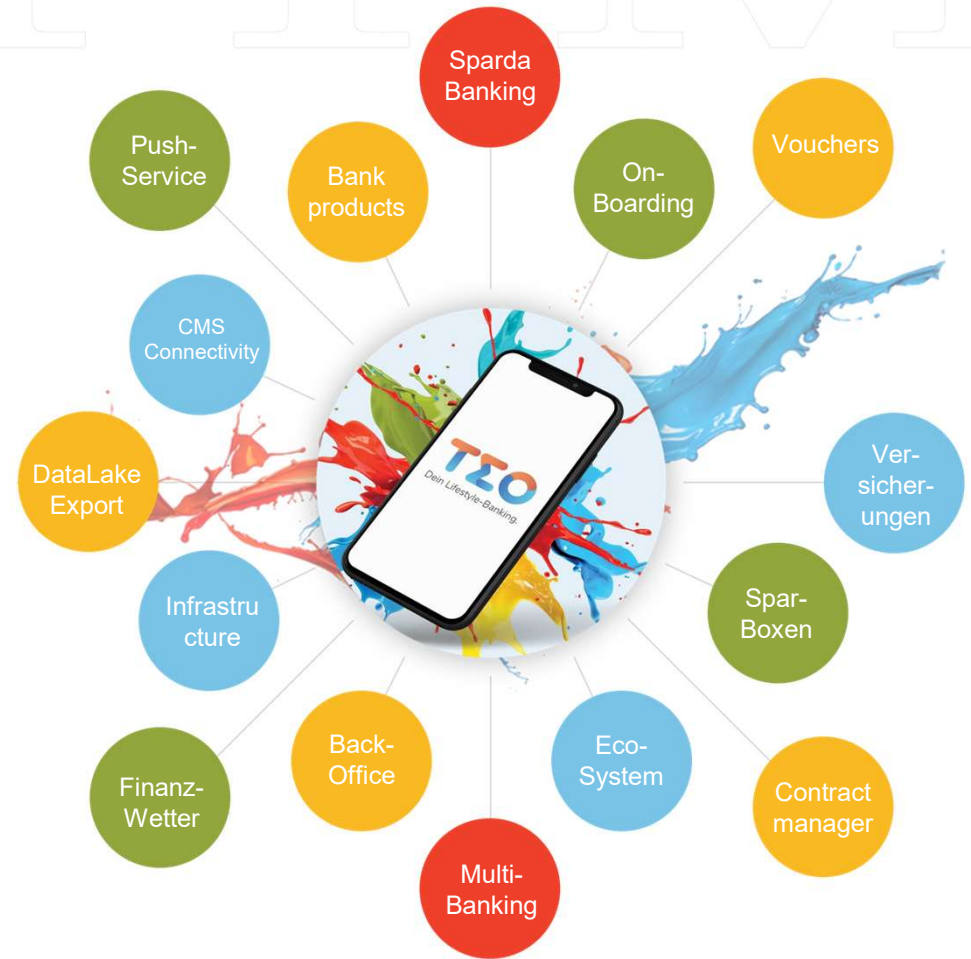 Sparda
Banking
Push-
Service
Bank
products
On-
Boarding
Vouchers
CMS
Connectivity
TEO
Dein Lifestyle-Banking.
DataLake
Export
Ver-
sicher-
ungen
Infrastru
cture
Spar-
Boxen
Finanz-
Wetter
Back-
Office
Eco-
System
Contract
manager
Multi-
Banking